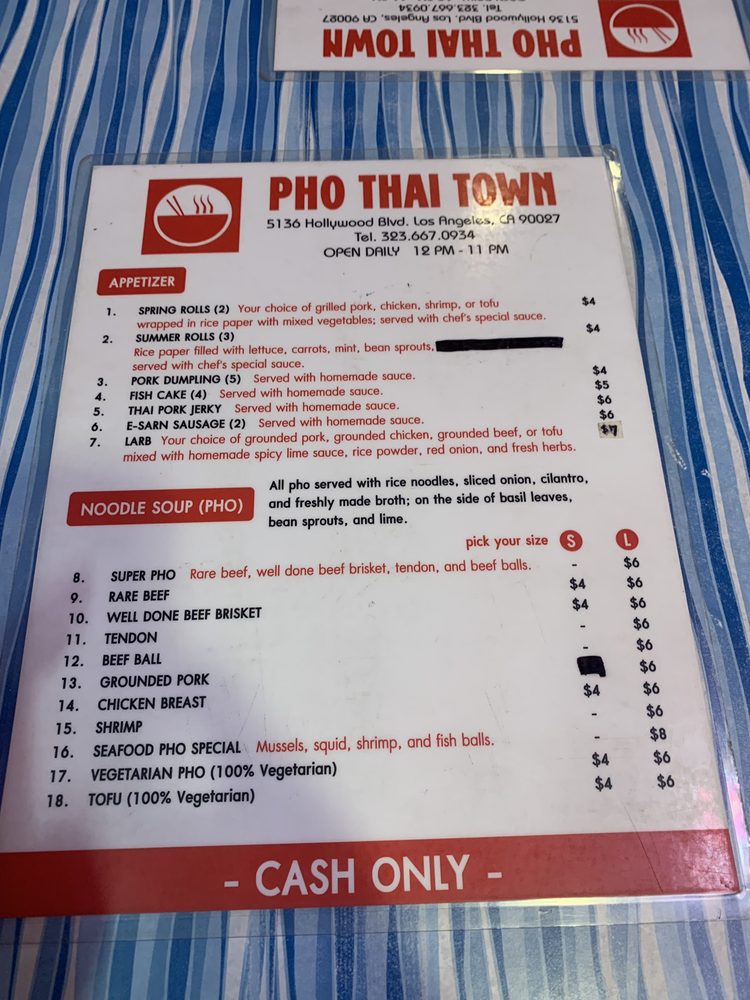 Tel. 323.667.0934
5136 Hollywood Blvd. Los Angeles, CA 90027
PHO THAI TOWN
PHO THAI TOWN
5136 Hollywood Blvd. Los Angeles, CA 90027
Tel. 323.667.0934
OPEN DAILY 12 PM - 11 PM
APPETIZER
1. SPRING ROLLS (2) Your choice of grilled pork, chicken, shrimp, or tofu $4
wrapped in rice paper with mixed vegetables; served with chef's special sauce.
2. SUMMER ROLLS (3) $4
Rice paper filled with lettuce, carrots, mint, bean sprouts,
served with chef's special sauce.
3. PORK DUMPLING (5) Served with homemade sauce. $4
4. FISH CAKE (4) Served with homemade sauce. $5
5. THAI PORK JERKY Served with homemade sauce. $6
6. E-SARN SAUSAGE (2) Served with homemade sauce. $6
7. LARB Your choice of grounded pork, grounded chicken, grounded beef, or tofu $7
mixed with homemade spicy lime sauce, rice powder, red onion, and fresh herbs.
NOODLE SOUP (PHO)
All pho served with rice noodles, sliced onion, cilantro,
and freshly made broth; on the side of basil leaves,
bean sprouts, and lime.
pick your size S L
8. SUPER PHO Rare beef, well done beef brisket, tendon, and beef balls. - $6
9. RARE BEEF $4 $6
10. WELL DONE BEEF BRISKET $4 $6
11. TENDON - $6
12. BEEF BALL - $6
13. GROUNDED PORK $6
14. CHICKEN BREAST $4 $6
15. SHRIMP - $6
16. SEAFOOD PHO SPECIAL Mussels, squid, shrimp, and fish balls. - $8
17. VEGETARIAN PHO (100% Vegetarian) $4 $6
18. TOFU (100% Vegetarian) $4 $6
- CASH ONLY -